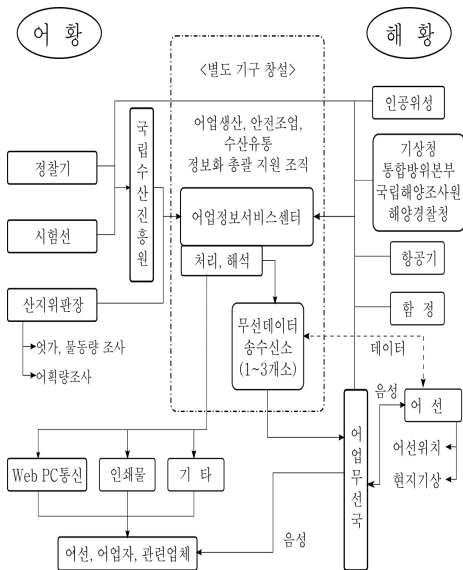 어 황
해 황
<별도 기구 창설>
인공위성
국립수산진흥원
어업생산, 안전조업,
수산유통
정보화 총괄 지원 조직
기상청
통합방위본부
국립해양조사원
해양경찰청
정찰기
시험선
어업정보서비스센터
처리, 해석
항공기
함 정
산지위판장
엇가, 물동량 조사
어획량조사
무선데이터
송수신소
(1~3개소)
데이터
음성
어 선
어선위치
현지기상
어업무선국
Web PC통신
인쇄물
기 타
음성
어선, 어업자, 관련업체